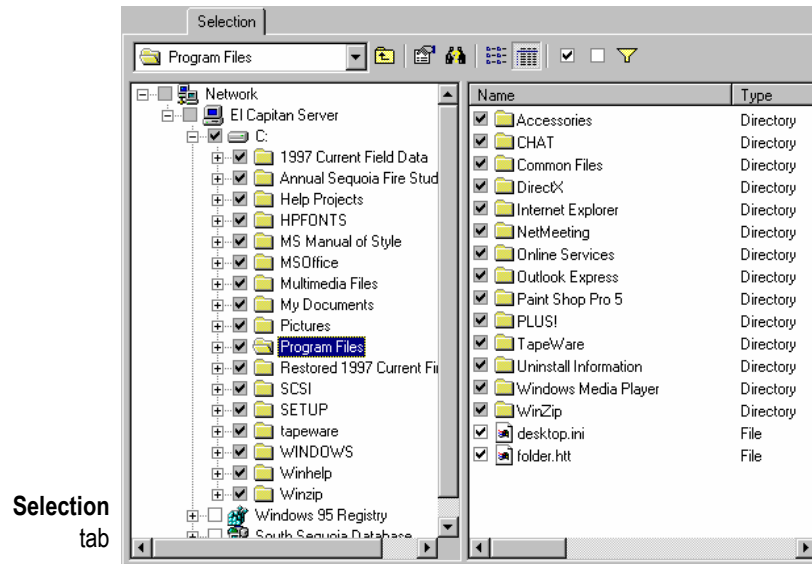 Selection
Program Files
Network
El Capitan Server
C:
1997 Current Field Data
Annual Sequoia Fire Stud
Help Projects
HPFONTS
MS Manual of Style
MSOffice
Multimedia Files
My Documents
Pictures
Program Files
Restored 1997 Current Fi
SCSI
SETUP
tapeware
WINDOWS
Winhelp
Winzip
Windows 95 Registry
South Sequoia Database
Name Type
Accessories Directory
CHAT Directory
Common Files Directory
DirectX Directory
Internet Explorer Directory
NetMeeting Directory
Online Services Directory
Outlook Express Directory
Paint Shop Pro 5 Directory
PLUS! Directory
TapeWare Directory
Uninstall Information Directory
Windows Media Player Directory
WinZip Directory
desktop.ini File
folder.htt File
Selection
tab